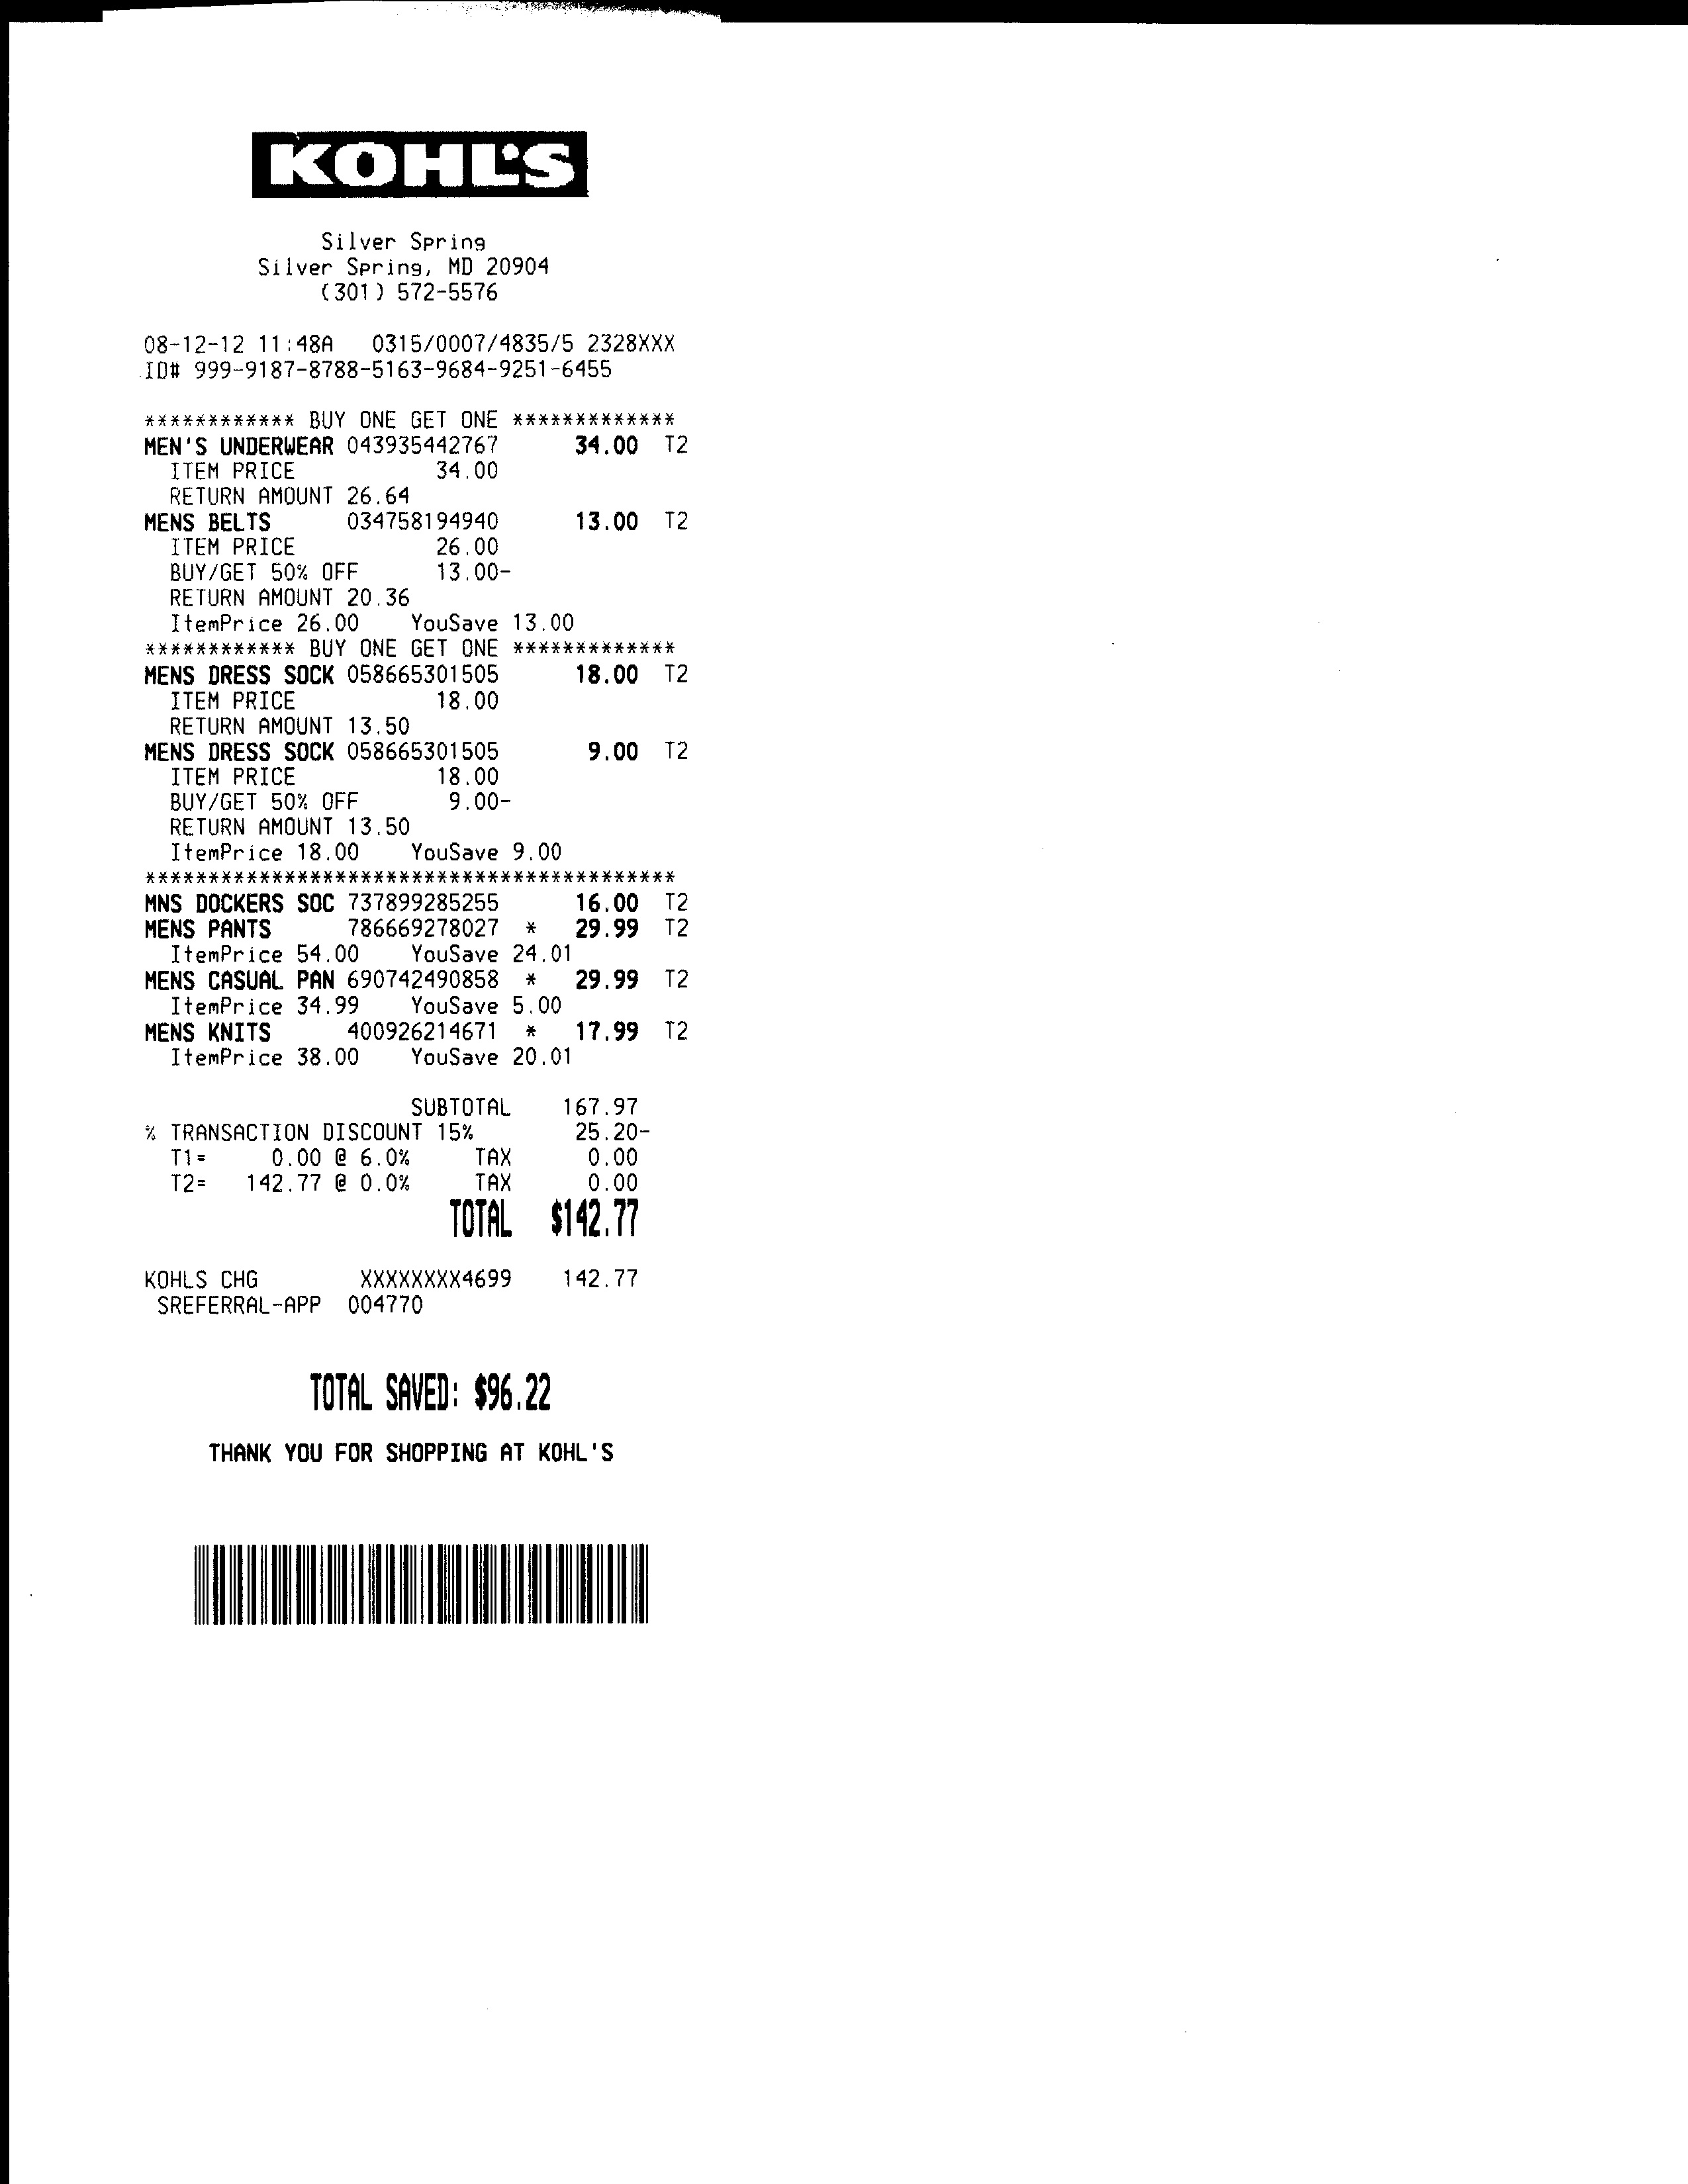 KOHL'S
Silver Spring
Silver Spring, MD 20904
(301) 572-5576
08-12-12 11:48A 0315/0007/4835/5 2328XXX
ID# 999-9187-8788-5163-9684-9251-6455
************ BUY ONE GET ONE *************
MEN'S UNDERWEAR 043935442767 34.00 T2
ITEM PRICE 34.00
RETURN AMOUNT 26.64
MENS BELTS 034758194940 13.00 T2
ITEM PRICE 26.00
BUY/GET 50% OFF 13.00-
RETURN AMOUNT 20.36
ItemPrice 26.00 YouSave 13.00
************ BUY ONE GET ONE *************
MENS DRESS SOCK 058665301505 18.00 T2
ITEM PRICE 18.00
RETURN AMOUNT 13.50
MENS DRESS SOCK 058665301505 9.00 T2
ITEM PRICE 18.00
BUY/GET 50% OFF 9.00-
RETURN AMOUNT 13.50
ItemPrice 18.00 YouSave 9.00
******************************************
MNS DOCKERS SOC 737899285255 16.00 T2
MENS PANTS 786669278027 * 29.99 T2
ItemPrice 54.00 YouSave 24.01
MENS CASUAL PAN 690742490858 * 29.99 T2
ItemPrice 34.99 YouSave 5.00
MENS KNITS 400926214671 * 17.99 T2
ItemPrice 38.00 YouSave 20.01
SUBTOTAL 167.97
% TRANSACTION DISCOUNT 15% 25.20-
T1= 0.00 @ 6.0% TAX 0.00
T2= 142.77 @ 0.0% TAX 0.00
TOTAL $142.77
KOHLS CHG XXXXXXXX4699 142.77
SREFERRAL-APP 004770
TOTAL SAVED: $96.22
THANK YOU FOR SHOPPING AT KOHL'S